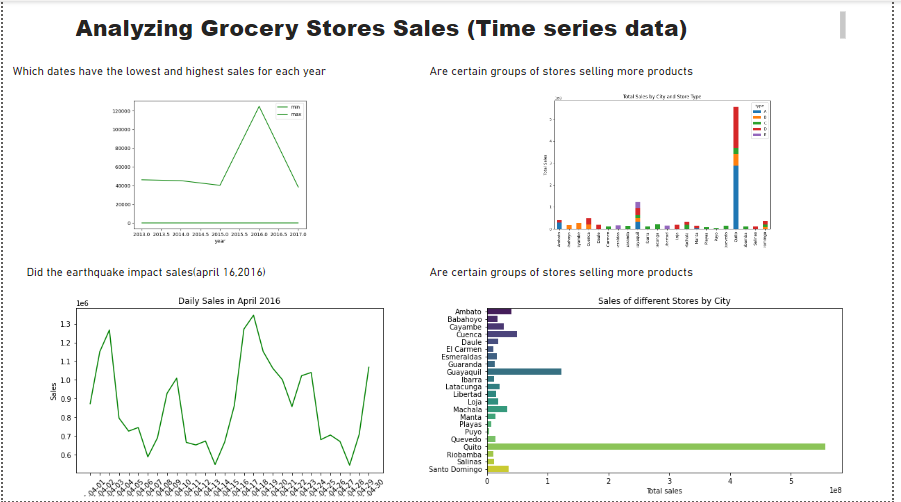 Analyzing Grocery Stores Sales (Time series data)
Which dates have the lowest and highest sales for each year
120000
100000
80000
60000
40000
20000
0
min
max
2013.0 2013.5 2014.0 2014.5 2015.0 2015.5 2016.0 2016.5 2017.0
year
Are certain groups of stores selling more products
Total Sales by City and Store Type
Total Sales
type
A
B
C
D
E
Did the earthquake impact sales(april 16,2016)
Daily Sales in April 2016
1e6
1.3
1.2
1.1
1.0
0.9
0.8
0.7
0.6
Sales
04-01 04-02 04-03 04-04 04-05 04-06 04-07 04-08 04-09 04-10 04-11 04-12 04-13 04-14 04-15 04-16 04-17 04-18 04-19 04-20 04-21 04-22 04-23 04-24 04-25 04-26 04-27 04-28 04-29 04-30
Are certain groups of stores selling more products
Sales of different Stores by City
Ambato
Babahoyo
Cayambe
Cuenca
Daule
El Carmen
Esmeraldas
Guaranda
Guayaquil
Ibarra
Latacunga
Libertad
Loja
Machala
Manta
Playas
Puyo
Quevedo
Quito
Riobamba
Salinas
Santo Domingo
0 1 2 3 4 5
1e8
Total sales